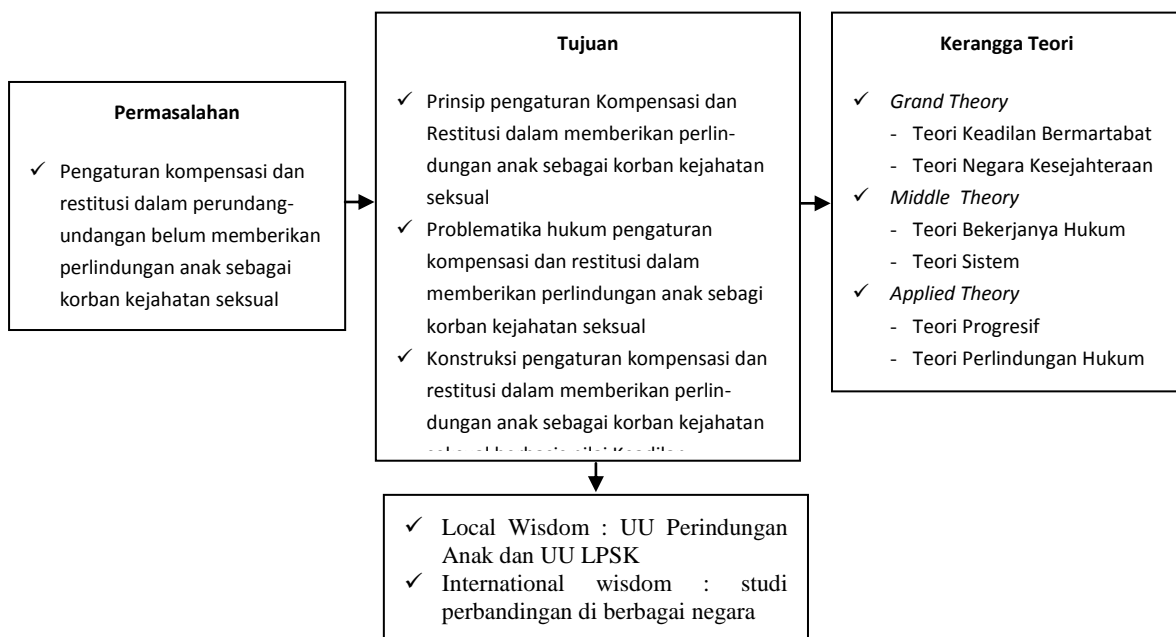 Permasalahan
✓ Pengaturan kompensasi dan
restitusi dalam perundang-
undangan belum memberikan
perlindungan anak sebagai
korban kejahatan seksual
Tujuan
✓ Prinsip pengaturan Kompensasi dan
Restitusi dalam memberikan perlin-
dungan anak sebagai korban kejahatan
seksual
✓ Problematika hukum pengaturan
kompensasi dan restitusi dalam
memberikan perlindungan anak sebagi
korban kejahatan seksual
✓ Konstruksi pengaturan kompensasi dan
restitusi dalam memberikan perlin-
dungan anak sebagai korban kejahatan
Kerangga Teori
✓ Grand Theory
- Teori Keadilan Bermartabat
- Teori Negara Kesejahteraan
✓ Middle Theory
- Teori Bekerjanya Hukum
- Teori Sistem
✓ Applied Theory
- Teori Progresif
- Teori Perlindungan Hukum
✓ Local Wisdom : UU Perindungan
Anak dan UU LPSK
✓ International wisdom : studi
perbandingan di berbagai negara